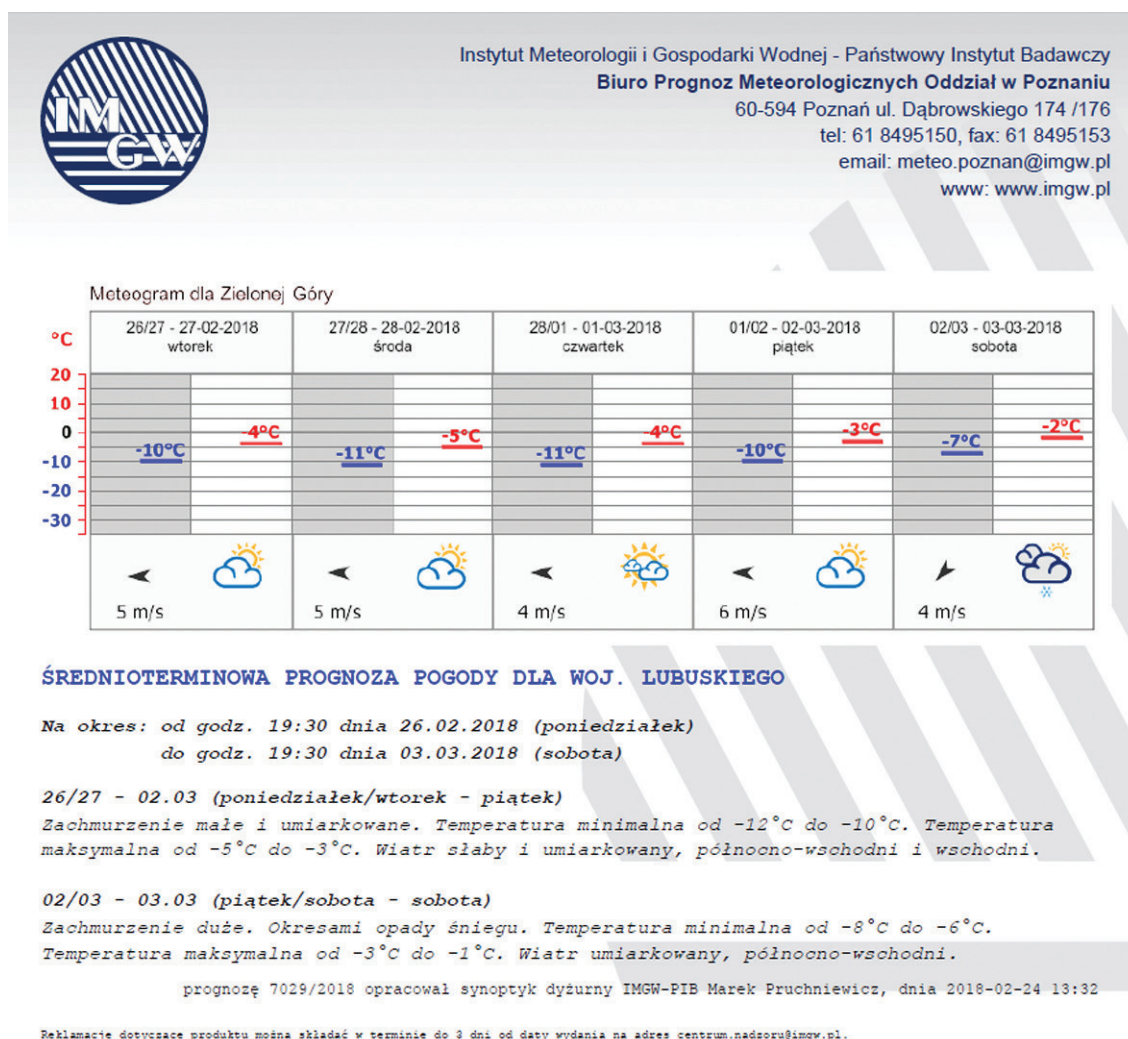 IMGW
Instytut Meteorologii i Gospodarki Wodnej - Państwowy Instytut Badawczy
Biuro Prognoz Meteorologicznych Oddział w Poznaniu
60-594 Poznań ul. Dąbrowskiego 174 /176
tel: 61 8495150, fax: 61 8495153
email: meteo.poznan@imgw.pl
www: www.imgw.pl
Meteogram dla Zielonej Góry
°C
26/27 - 27-02-2018 27/28 - 28-02-2018 28/01 - 01-03-2018 01/02 - 02-03-2018 02/03 - 03-03-2018
wtorek środa czwartek piątek sobota
20
10
0
-10
-20
-30
-10°C -4°C -11°C -5°C -11°C -4°C -10°C -3°C -7°C -2°C
5 m/s 5 m/s 4 m/s 6 m/s 4 m/s
ŚREDNIOTERMINOWA PROGNOZA POGODY DLA WOJ. LUBUSKIEGO
Na okres: od godz. 19:30 dnia 26.02.2018 (poniedziałek)
do godz. 19:30 dnia 03.03.2018 (sobota)
26/27 - 02.03 (poniedziałek/wtorek - piątek)
Zachmurzenie małe i umiarkowane. Temperatura minimalna od -12°C do -10°C. Temperatura
maksymalna od -5°C do -3°C. Wiatr słaby i umiarkowany, północno-wschodni i wschodni.
02/03 - 03.03 (piątek/sobota - sobota)
Zachmurzenie duże. Okresami opady śniegu. Temperatura minimalna od -8°C do -6°C.
Temperatura maksymalna od -3°C do -1°C. Wiatr umiarkowany, północno-wschodni.
prognozę 7029/2018 opracował synoptyk dyżurny IMGW-PIB Marek Pruchniewicz, dnia 2018-02-24 13:32
Reklamacje dotyczące produktu można składać w terminie do 3 dni od daty wydania na adres centrum.nadzoru@imgw.pl.